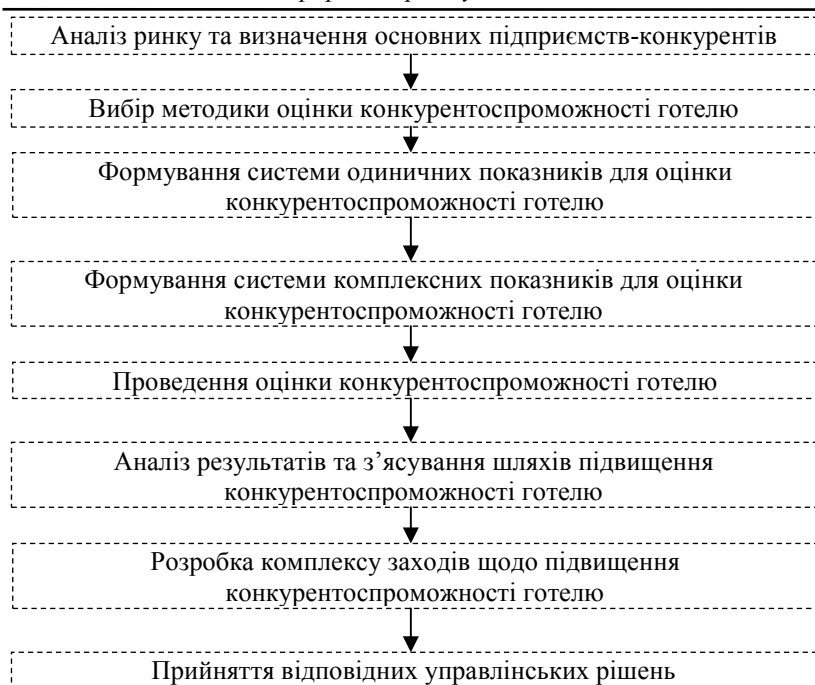 Аналіз ринку та визначення основних підприємств-конкурентів
Вибір методики оцінки конкурентоспроможності готелю
Формування системи одиничних показників для оцінки
конкурентоспроможності готелю
Формування системи комплексних показників для оцінки
конкурентоспроможності готелю
Проведення оцінки конкурентоспроможності готелю
Аналіз результатів та з’ясування шляхів підвищення
конкурентоспроможності готелю
Розробка комплексу заходів щодо підвищення
конкурентоспроможності готелю
Прийняття відповідних управлінських рішень